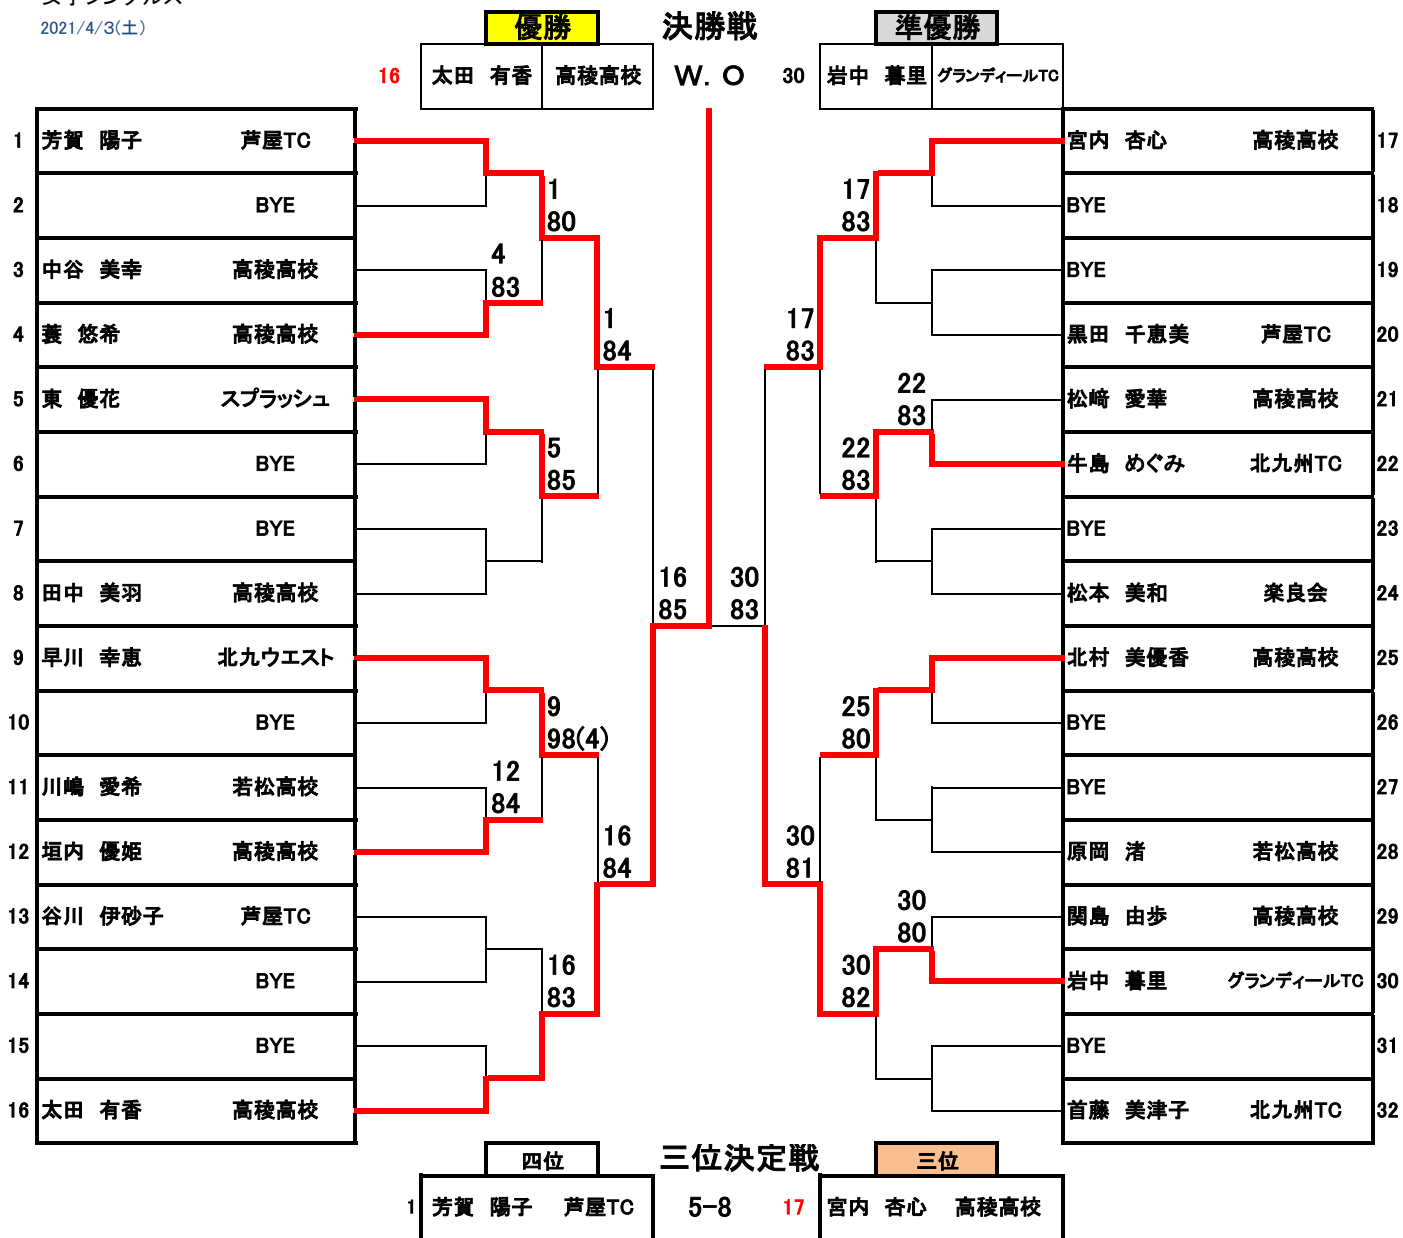 2021/4/3(土)
優勝 決勝戦 準優勝
16 太田 有香 高稜高校 W. O 30 岩中 暮里 グランディールTC
1 芳賀 陽子 芦屋TC 宮内 杏心 高稜高校 17
1 17
2 BYE 80 83 BYE 18
4
3 中谷 美幸 高稜高校 83 BYE 19
1 17
4 蓑 悠希 高稜高校 84 83 黒田 千恵美 芦屋TC 20
22
5 東 優花 スプラッシュ 83 松﨑 愛華 高稜高校 21
5 22
6 BYE 85 83 牛島 めぐみ 北九州TC 22
7 BYE BYE 23
16 30
8 田中 美羽 高稜高校 85 83 松本 美和 楽良会 24
9 早川 幸恵 北九ウエスト 北村 美優香 高稜高校 25
9 25
10 BYE 98(4) 80 BYE 26
12
11 川嶋 愛希 若松高校 84 BYE 27
16 30
12 垣内 優姫 高稜高校 84 81 原岡 渚 若松高校 28
30
13 谷川 伊砂子 芦屋TC 80 関島 由歩 高稜高校 29
16 30
14 BYE 83 82 岩中 暮里 グランディールTC 30
15 BYE BYE 31
16 太田 有香 高稜高校 首藤 美津子 北九州TC 32
四位 三位決定戦 三位
1 芳賀 陽子 芦屋TC 5-8 17 宮内 杏心 高稜高校